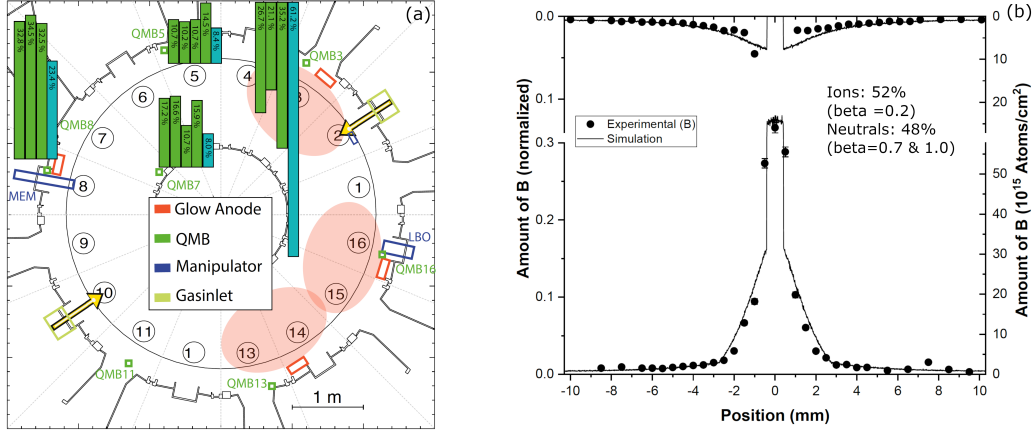 (a)
32.8 %
34.5 %
32.5 %
23.4 %
QMB5
10.7 %
10.2 %
10.7 %
14.5 %
8.4 %
26.7 %
21.1 %
35.2 %
61.2 %
QMB3
5
4
3
6
17.2 %
16.6 %
10.7 %
15.9 %
8.0 %
2
QMB8
7
QMB7
MEM
8
1
Glow Anode
QMB
Manipulator
Gasinlet
9
16
LBO
QMB16
10
15
11
14
1
13
QMB11
QMB13
1 m
(b)
0.0
0.1
0.3
0.2
0.1
0.0
Amount of B (normalized)
Experimental (B)
Simulation
Ions: 52%
(beta =0.2)
Neutrals: 48%
(beta=0.7 & 1.0)
0
10
20
50
40
30
20
10
0
Amount of B (10^15 Atoms/cm²)
-10 -8 -6 -4 -2 0 2 4 6 8 10
Position (mm)